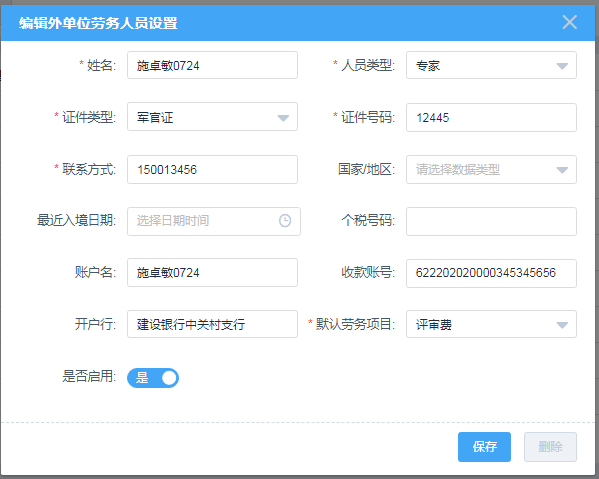 编辑外单位劳务人员设置
* 姓名: 施卓敏0724 * 人员类型: 专家
* 证件类型: 军官证 * 证件号码: 12445
* 联系方式: 150013456 国家/地区: 请选择数据类型
最近入境日期: 选择日期时间 个税号码:
账户名: 施卓敏0724 收款账号: 622202020000345345656
开户行: 建设银行中关村支行 * 默认劳务项目: 评审费
是否启用: 是
保存 删除